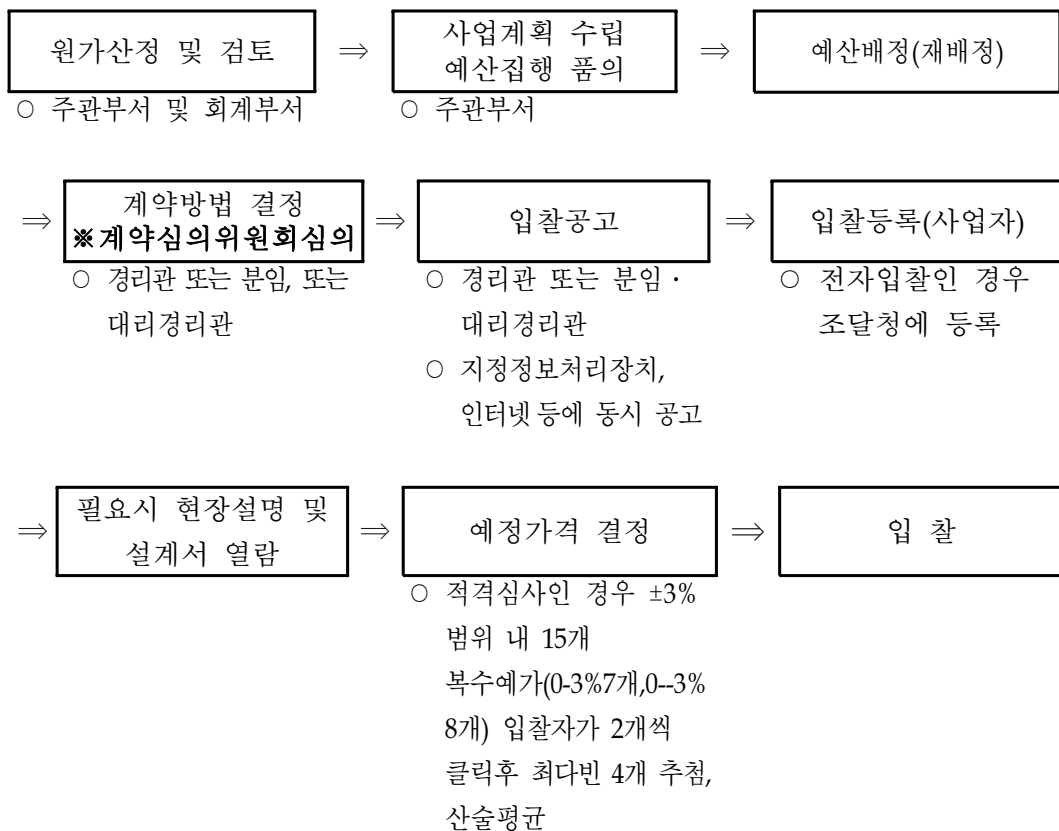 원가산정 및 검토
⇒
사업계획 수립
예산집행 품의
⇒
예산배정(재배정)
○ 주관부서 및 회계부서
○ 주관부서
⇒
계약방법 결정
※계약심의위원회심의
⇒
입찰공고
⇒
입찰등록(사업자)
○ 경리관 또는 분임, 또는
대리경리관
○ 경리관 또는 분임·
대리경리관
○ 지정정보처리장치,
인터넷 등에 동시 공고
○ 전자입찰인 경우
조달청에 등록
⇒
필요시 현장설명 및
설계서 열람
⇒
예정가격 결정
⇒
입 찰
○ 적격심사인 경우 ±3%
범위 내 15개
복수예가(0-3%7개,0--3%
8개) 입찰자가 2개씩
클릭후 최다빈 4개 추첨,
산술평균